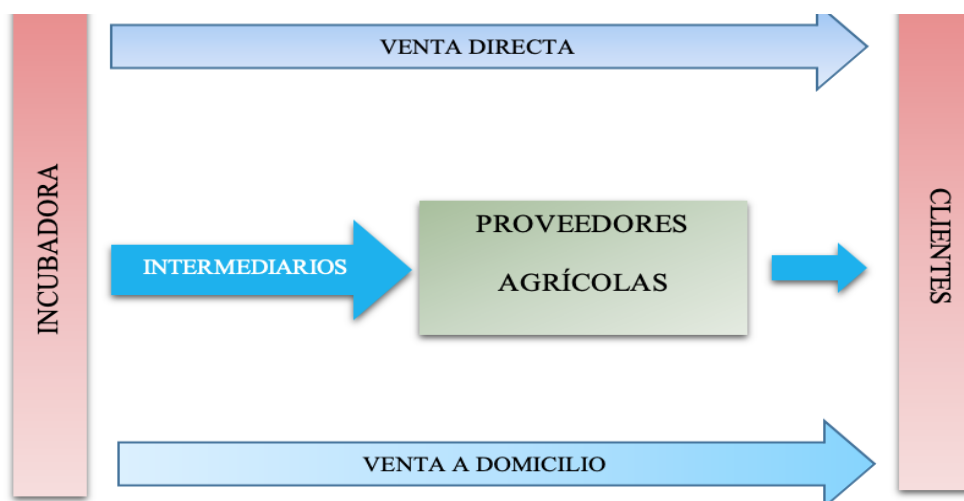 VENTA DIRECTA
INCUBADORA
INTERMEDIARIOS
PROVEEDORES
AGRÍCOLAS
CLIENTES
VENTA A DOMICILIO